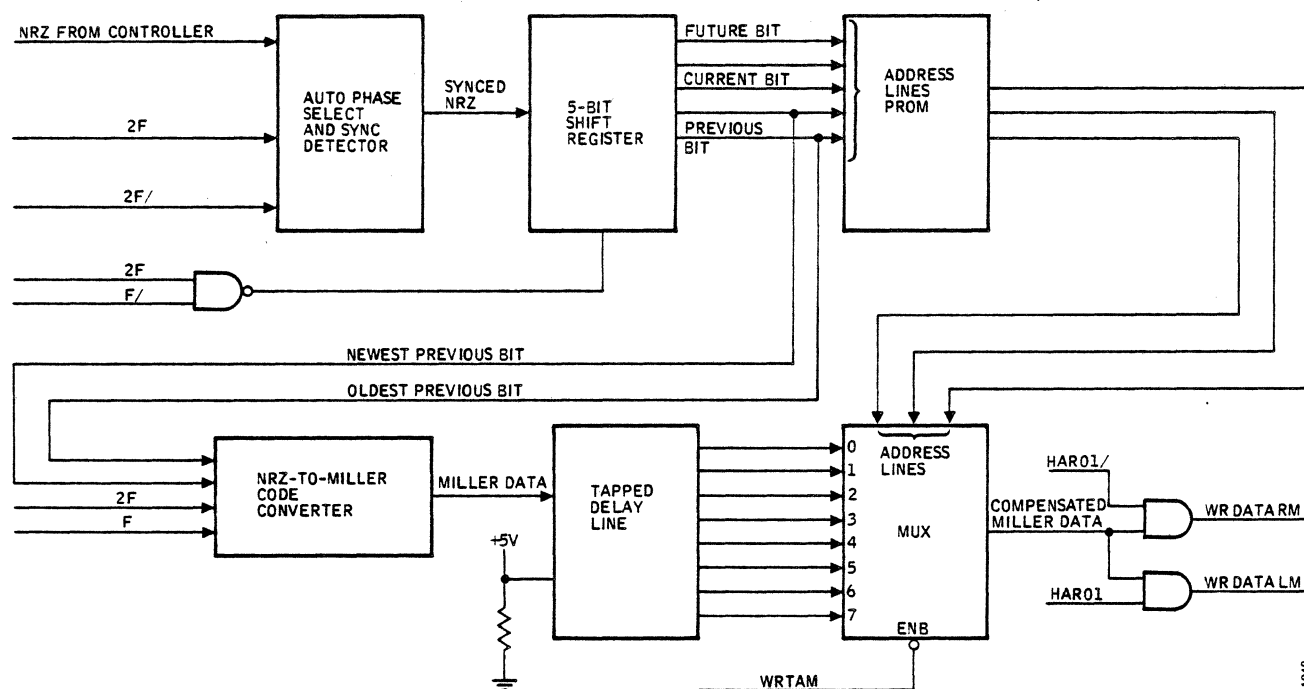 NRZ FROM CONTROLLER
2F
2F/
2F
F/
AUTO PHASE
SELECT
AND SYNC
DETECTOR
SYNCED
NRZ
5-BIT
SHIFT
REGISTER
FUTURE BIT
CURRENT BIT
PREVIOUS
BIT
ADDRESS
LINES
PROM
NEWEST PREVIOUS BIT
OLDEST PREVIOUS BIT
2F
F
NRZ-TO-MILLER
CODE
CONVERTER
MILLER DATA
+5V
TAPPED
DELAY
LINE
0
1
2
3
4
5
6
7
ADDRESS
LINES
MUX
ENB
WRTAM
COMPENSATED
MILLER DATA
HAR01/
HAR01
WR DATA RM
WR DATA LM